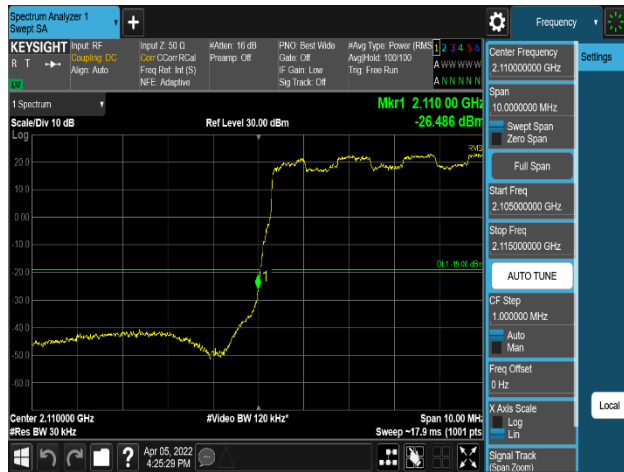 Spectrum Analyzer 1
Swept SA
Frequency
KEYSIGHT
Input: RF
Coupling: DC
Align: Auto
R T
Input Z: 50 Ω
Corr CCorr RCal
Freq Ref: Int (S)
NFE: Adaptive
#Atten: 16 dB
Preamp: Off
PNO: Best Wide
Gate: Off
IF Gain: Low
Sig Track: Off
#Avg Type: Power (RMS
Avg|Hold: 100/100
Trig: Free Run
1 2 3 4 5 6
A W W W W W
A N N N N N
1 Spectrum
Scale/Div 10 dB
Log
Ref Level 30.00 dBm
Mkr1 2.110 00 GHz
-26.486 dBm
RMS
20.0
10.0
0.00
-10.0
-20.0
-30.0
-40.0
-50.0
-60.0
DL1 -19.00 dBm
1
Center 2.110000 GHz
#Res BW 30 kHz
#Video BW 120 kHz*
Span 10.00 MHz
Sweep ~17.9 ms (1001 pts
Apr 05, 2022
4:25:29 PM
Center Frequency
2.110000000 GHz
Span
10.0000000 MHz
Swept Span
Zero Span
Full Span
Start Freq
2.105000000 GHz
Stop Freq
2.115000000 GHz
AUTO TUNE
CF Step
1.000000 MHz
Auto
Man
Freq Offset
0 Hz
X Axis Scale
Log
Lin
Signal Track
(Span Zoom)
Settings
Local